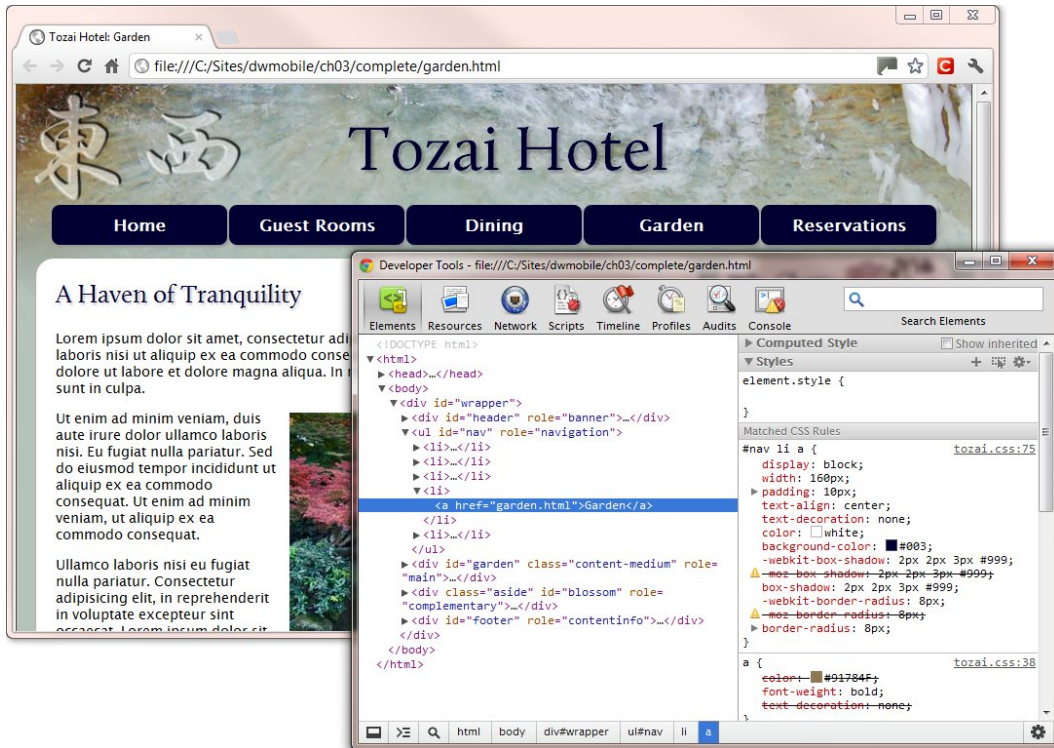 Tozai Hotel: Garden
file:///C:/Sites/dwmobile/ch03/complete/garden.html
東西
Tozai Hotel
Home Guest Rooms Dining Garden Reservations
A Haven of Tranquility
Lorem ipsum dolor sit amet, consectetur adi
laboris nisi ut aliquip ex ea commodo conse
dolore ut labore et dolore magna aliqua. In r
sunt in culpa.
Ut enim ad minim veniam, duis
aute irure dolor ullamco laboris
nisi. Eu fugiat nulla pariatur. Sed
do eiusmod tempor incididunt ut
aliquip ex ea commodo
consequat. Ut enim ad minim
veniam, ut aliquip ex ea
commodo consequat.
Ullamco laboris nisi eu fugiat
nulla pariatur. Consectetur
adipisicing elit, in reprehenderit
in voluptate excepteur sint
occaecat. Lorem ipsum dolor sit
Developer Tools - file:///C:/Sites/dwmobile/ch03/complete/garden.html
Elements Resources Network Scripts Timeline Profiles Audits Console
Search Elements
<!DOCTYPE html>
▼<html>
▶<head>…</head>
▼<body>
▼<div id="wrapper">
▶<div id="header" role="banner">…</div>
▼<ul id="nav" role="navigation">
▶<li>…</li>
▶<li>…</li>
▶<li>…</li>
▼<li>
<a href="garden.html">Garden</a>
</li>
▶<li>…</li>
</ul>
▶<div id="garden" class="content-medium" role=
"main">…</div>
▶<div class="aside" id="blossom" role=
"complementary">…</div>
▶<div id="footer" role="contentinfo">…</div>
</div>
</body>
</html>
▶ Computed Style Show inherited
▼ Styles
element.style {
}
Matched CSS Rules
#nav li a { tozai.css:75
display: block;
width: 160px;
▶ padding: 10px;
text-align: center;
text-decoration: none;
color: white;
background-color: #003;
-webkit-box-shadow: 2px 2px 3px #999;
-moz-box-shadow: 2px 2px 3px #999;
box-shadow: 2px 2px 3px #999;
-webkit-border-radius: 8px;
-moz-border-radius: 8px;
▶ border-radius: 8px;
}
a { tozai.css:38
color: #91784F;
font-weight: bold;
text-decoration: none;
}
html body div#wrapper ul#nav li a